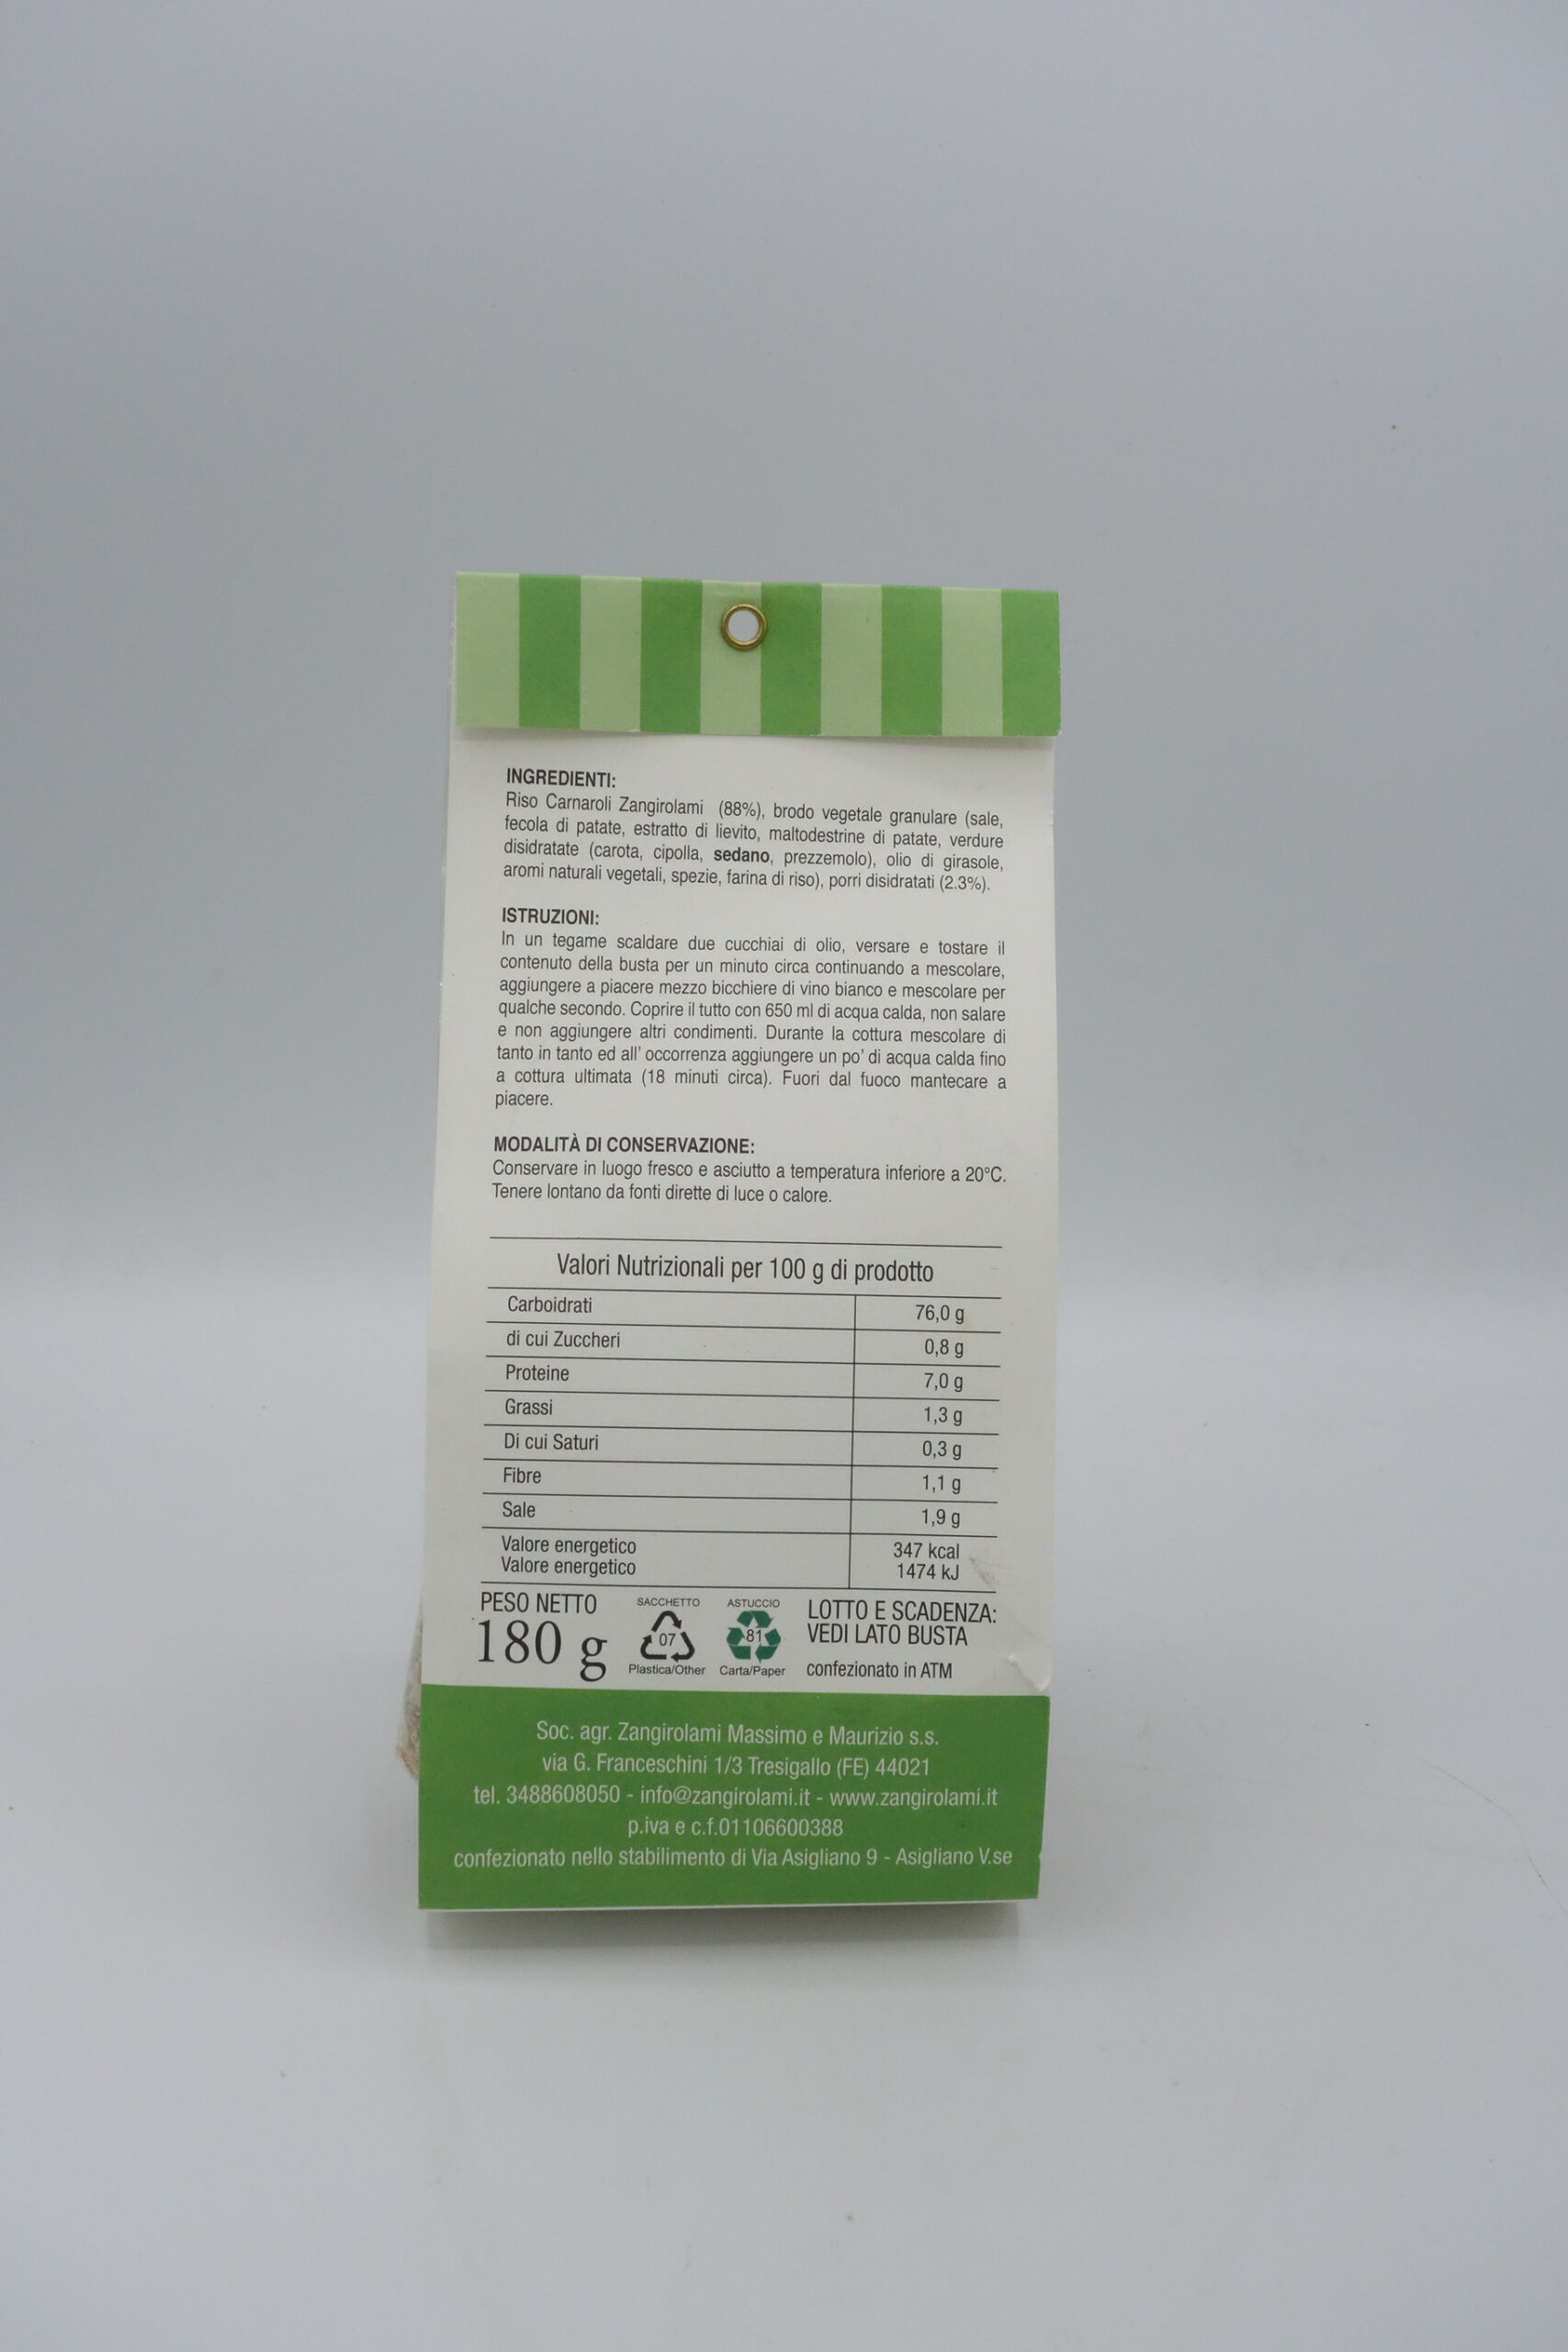 INGREDIENTI:
Riso Carnaroli Zangirolami (88%), brodo vegetale granulare (sale,
fecola di patate, estratto di lievito, maltodestrine di patate, verdure
disidratate (carota, cipolla, sedano, prezzemolo), olio di girasole,
aromi naturali vegetali, spezie, farina di riso), porri disidratati (2.3%).
ISTRUZIONI:
In un tegame scaldare due cucchiai di olio, versare e tostare il
contenuto della busta per un minuto circa continuando a mescolare,
aggiungere a piacere mezzo bicchiere di vino bianco e mescolare per
qualche secondo. Coprire il tutto con 650 ml di acqua calda, non salare
e non aggiungere altri condimenti. Durante la cottura mescolare di
tanto in tanto ed all' occorrenza aggiungere un po' di acqua calda fino
a cottura ultimata (18 minuti circa). Fuori dal fuoco mantecare a
piacere.
MODALITÀ DI CONSERVAZIONE:
Conservare in luogo fresco e asciutto a temperatura inferiore a 20°C.
Tenere lontano da fonti dirette di luce o calore.
Valori Nutrizionali per 100 g di prodotto
Carboidrati 76,0 g
di cui Zuccheri 0,8 g
Proteine 7,0 g
Grassi 1,3 g
Di cui Saturi 0,3 g
Fibre 1,1 g
Sale 1,9 g
Valore energetico 347 kcal
Valore energetico 1474 kJ
PESO NETTO
180 g
SACCHETTO
07
Plastica/Other
ASTUCCIO
81
Carta/Paper
LOTTO E SCADENZA:
VEDI LATO BUSTA
confezionato in ATM
Soc. agr. Zangirolami Massimo e Maurizio s.s.
via G. Franceschini 1/3 Tresigallo (FE) 44021
tel. 3488608050 - info@zangirolami.it - www.zangirolami.it
p.iva e c.f.01106600388
confezionato nello stabilimento di Via Asigliano 9 - Asigliano V.se